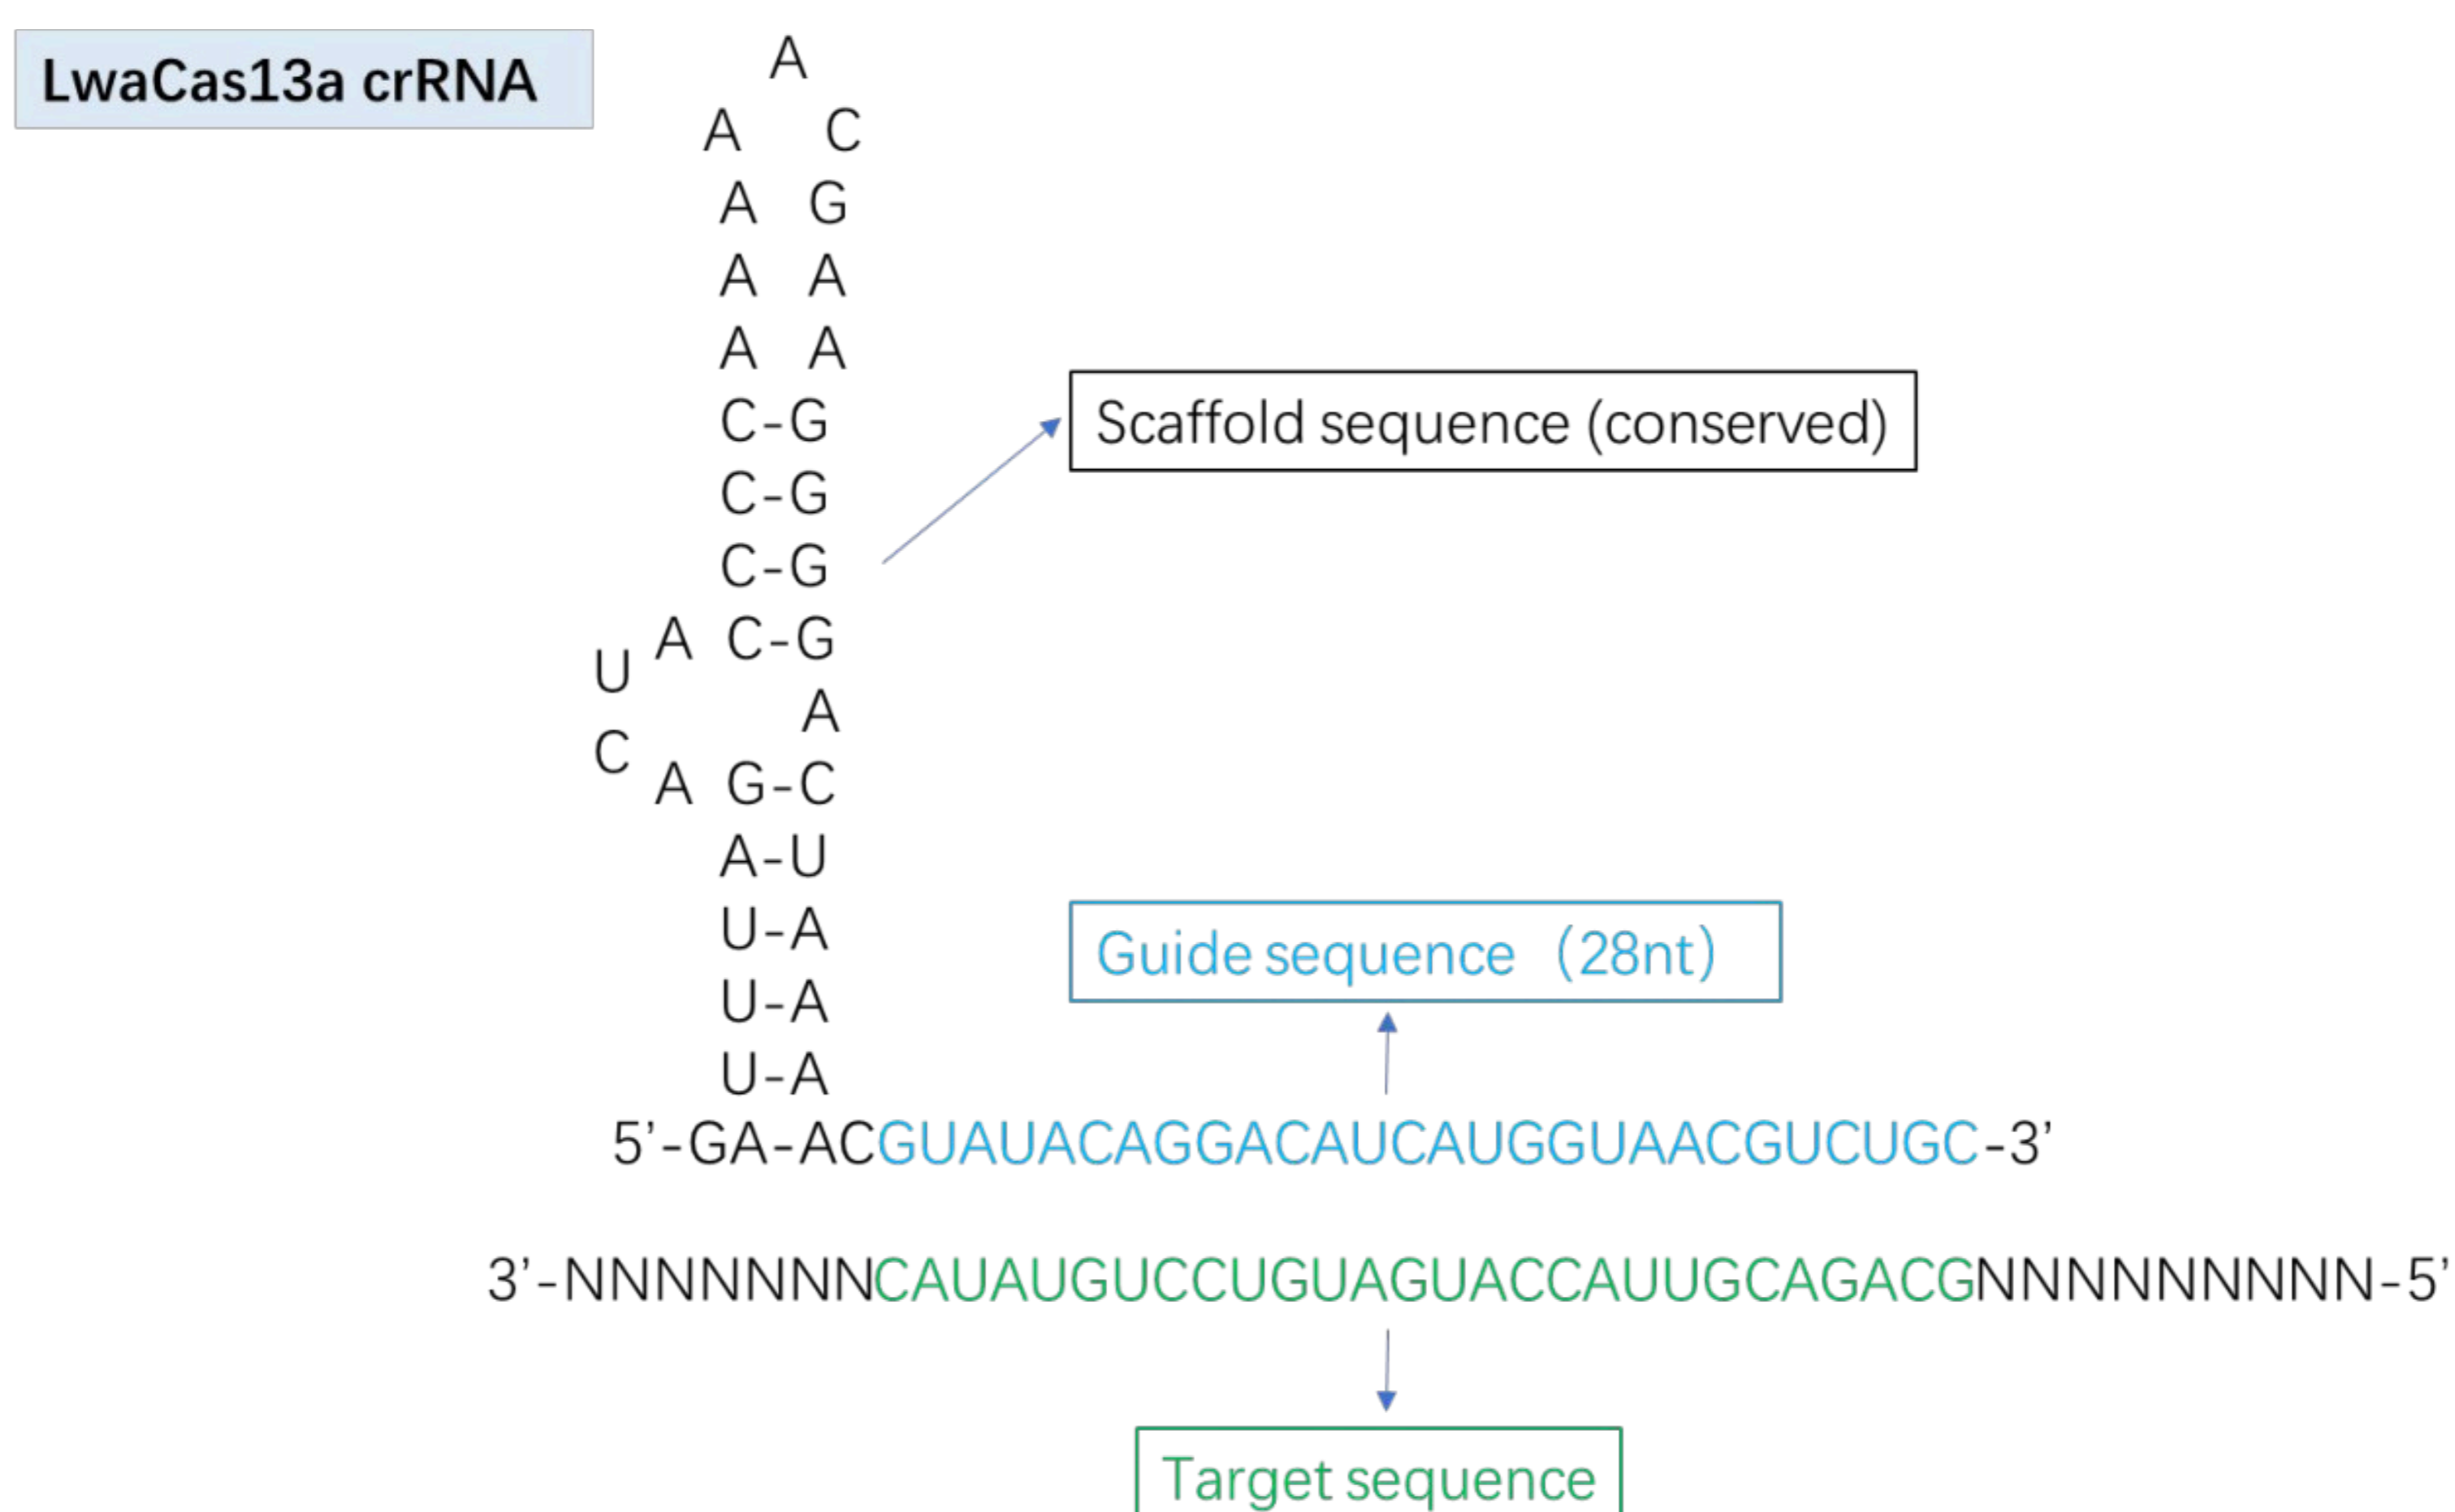 LwaCas13a crRNA
A
A C
A G
A A
A A
C-G
C-G
C-G
U A C-G
A
C A G-C
A-U
U-A
U-A
U-A
Scaffold sequence (conserved)
Guide sequence (28nt)
5’-GA-ACGUAUACAGGACAUCAUGGUAACGUCUGC-3’
3’-NNNNNNNCAUAUGUCCUGUAGUACCAUUGCAGACGNNNNNNNNN-5’
Target sequence